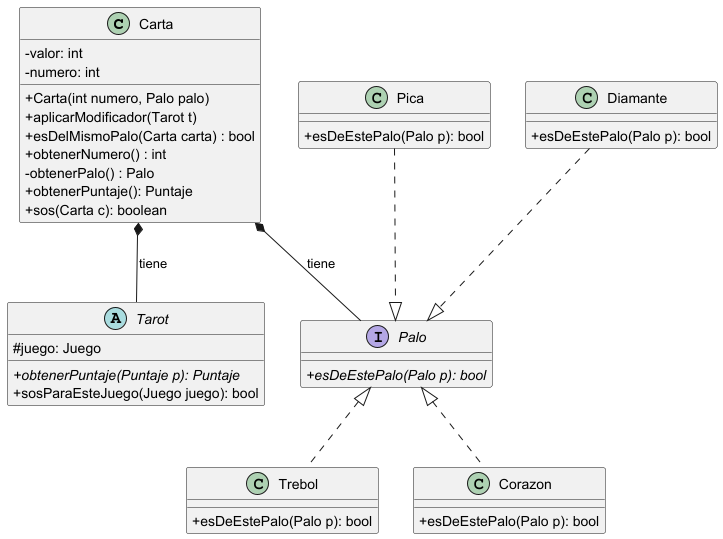 C Carta
-valor: int
-numero: int
+Carta(int numero, Palo palo)
+aplicarModificador(Tarot t)
+esDelMismoPalo(Carta carta) : bool
+obtenerNumero() : int
-obtenerPalo() : Palo
+obtenerPuntaje(): Puntaje
+sos(Carta c): boolean
C Pica
+esDeEstePalo(Palo p): bool
C Diamante
+esDeEstePalo(Palo p): bool
tiene
tiene
A Tarot
#juego: Juego
+obtenerPuntaje(Puntaje p): Puntaje
+sosParaEsteJuego(Juego juego): bool
I Palo
+esDeEstePalo(Palo p): bool
C Trebol
+esDeEstePalo(Palo p): bool
C Corazon
+esDeEstePalo(Palo p): bool